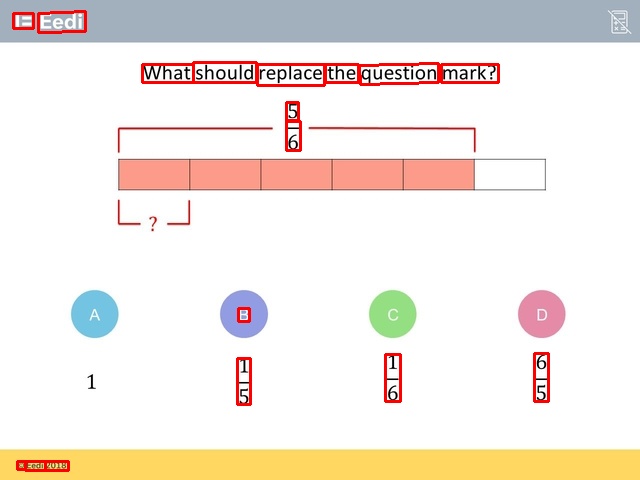 Eedi
What should replace the question mark?
5
6
?
A B C D
1 1/5 1/6 6/5
© Eedi 2018